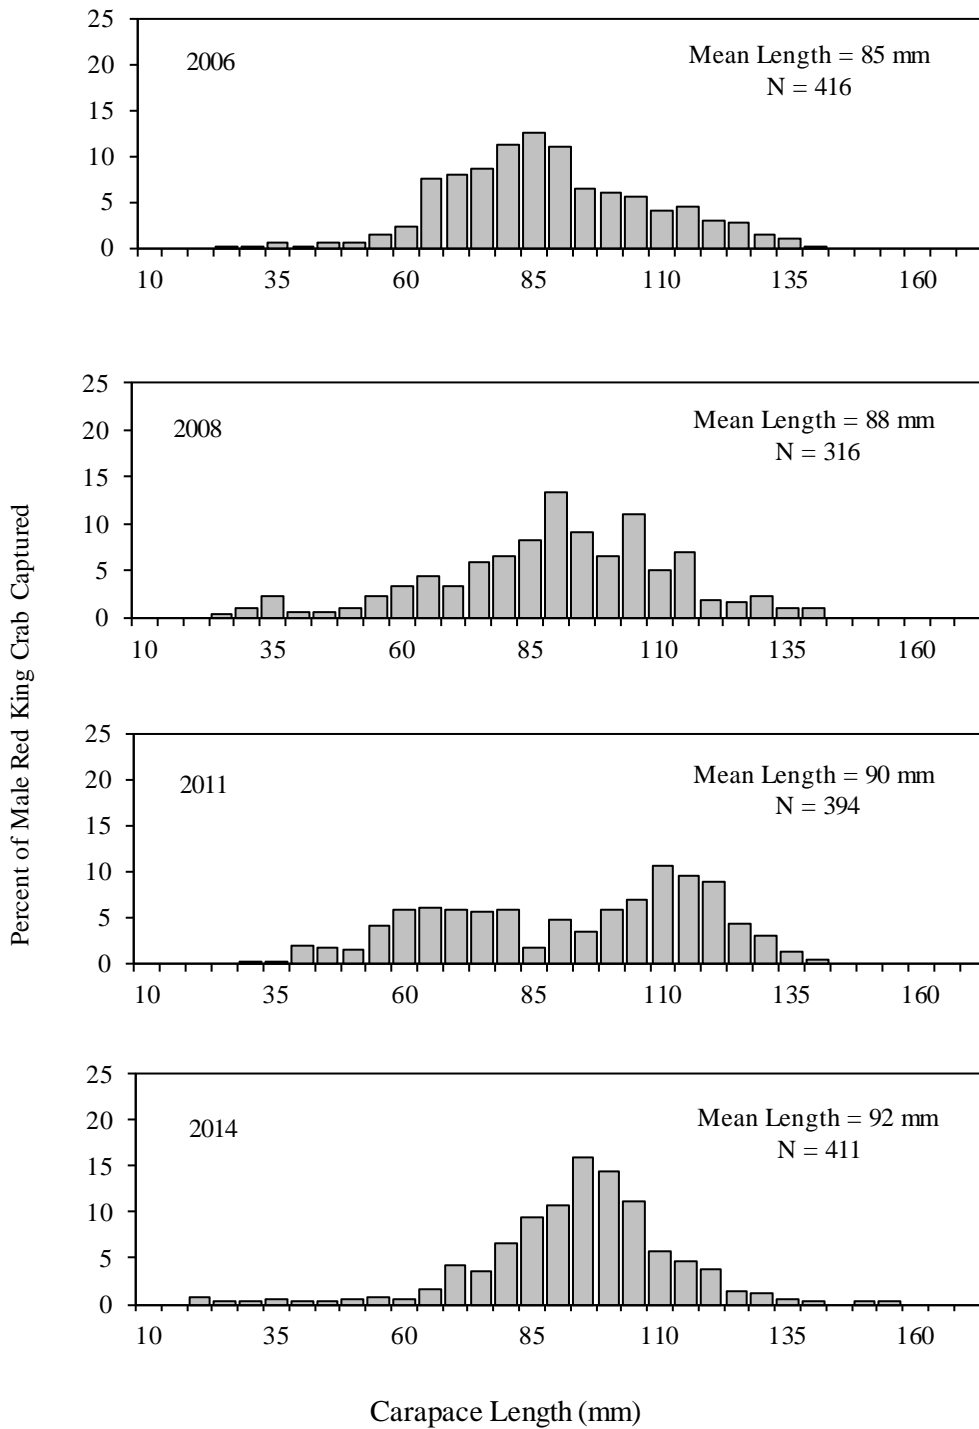 25
20
15
10
5
0
2006
Mean Length = 85 mm
N = 416
10 35 60 85 110 135 160
25
20
15
10
5
0
2008
Mean Length = 88 mm
N = 316
10 35 60 85 110 135 160
Percent of Male Red King Crab Captured
25
20
15
10
5
0
2011
Mean Length = 90 mm
N = 394
10 35 60 85 110 135 160
25
20
15
10
5
0
2014
Mean Length = 92 mm
N = 411
10 35 60 85 110 135 160
Carapace Length (mm)